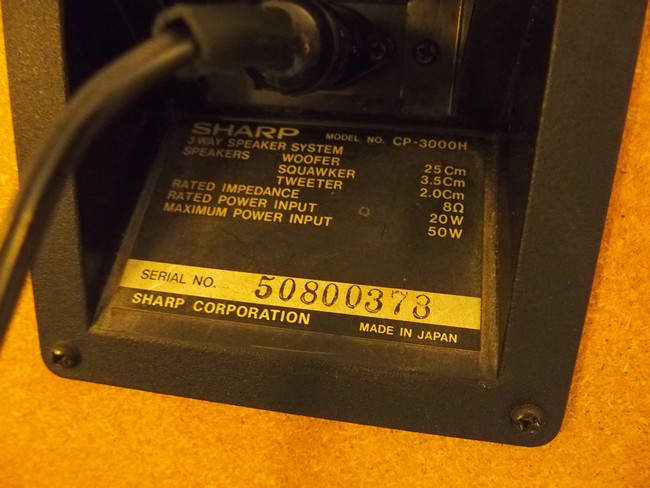 SHARP MODEL NO. CP-3000H
3 WAY SPEAKER SYSTEM
SPEAKERS WOOFER 25Cm
SQUAWKER 3.5Cm
TWEETER 2.0Cm
RATED IMPEDANCE 8Ω
RATED POWER INPUT 20W
MAXIMUM POWER INPUT 50W
SERIAL NO. 50800373
SHARP CORPORATION MADE IN JAPAN